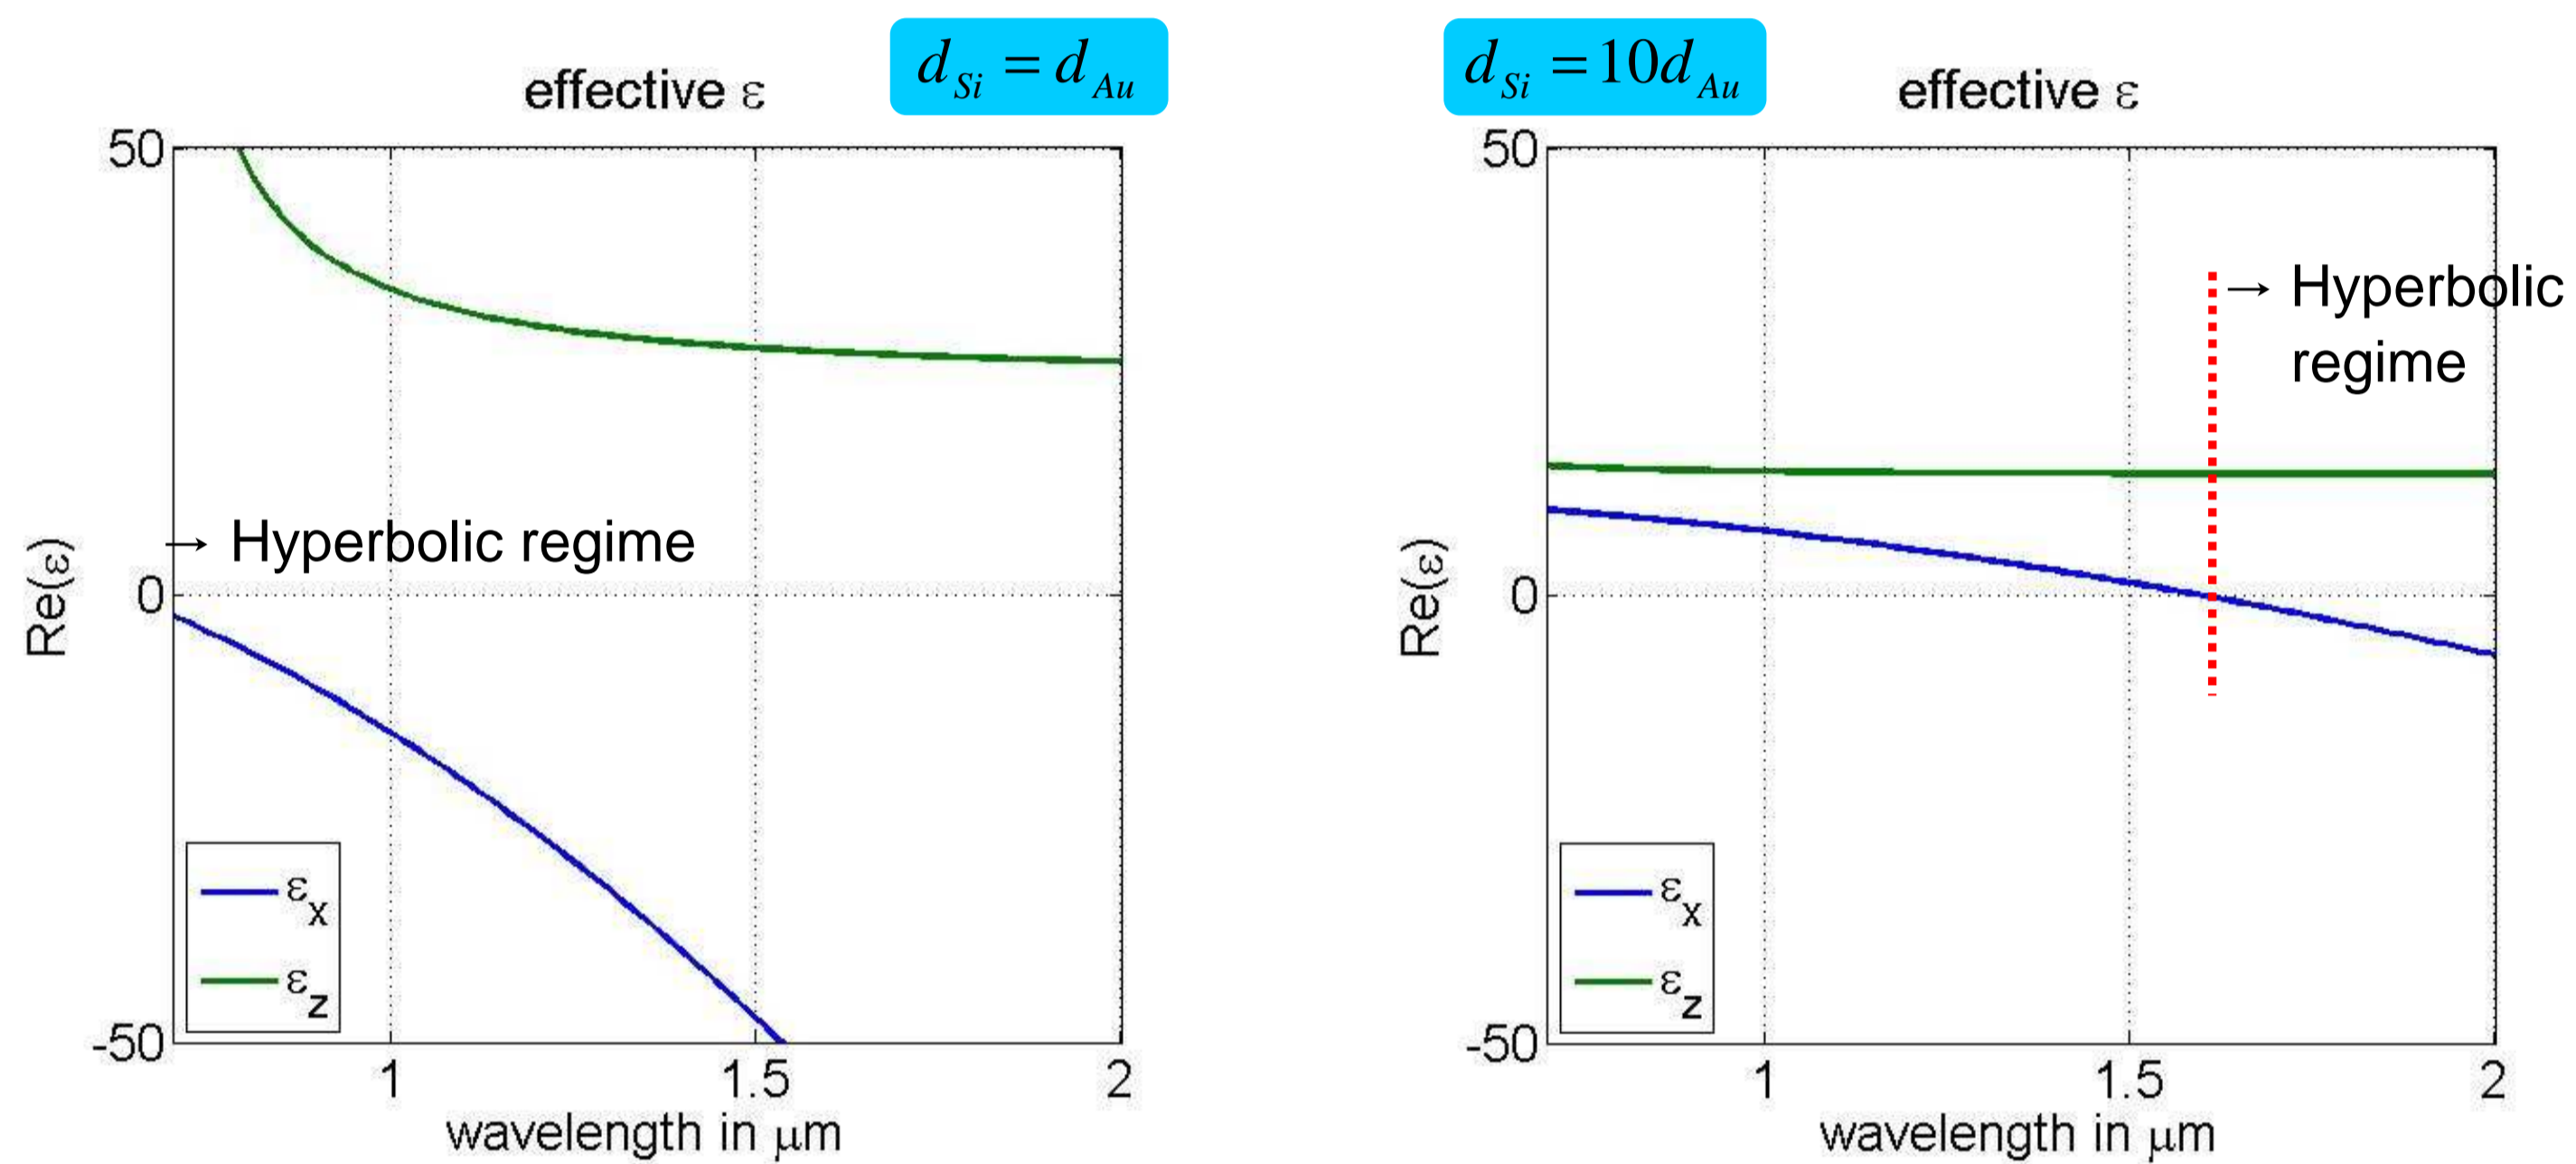 effective ε
d_Si = d_Au
50
0
-50
Re(ε)
→ Hyperbolic regime
ε_x
ε_z
1 1.5 2
wavelength in μm
d_Si = 10d_Au
effective ε
50
0
-50
Re(ε)
→ Hyperbolic
regime
ε_x
ε_z
1 1.5 2
wavelength in μm